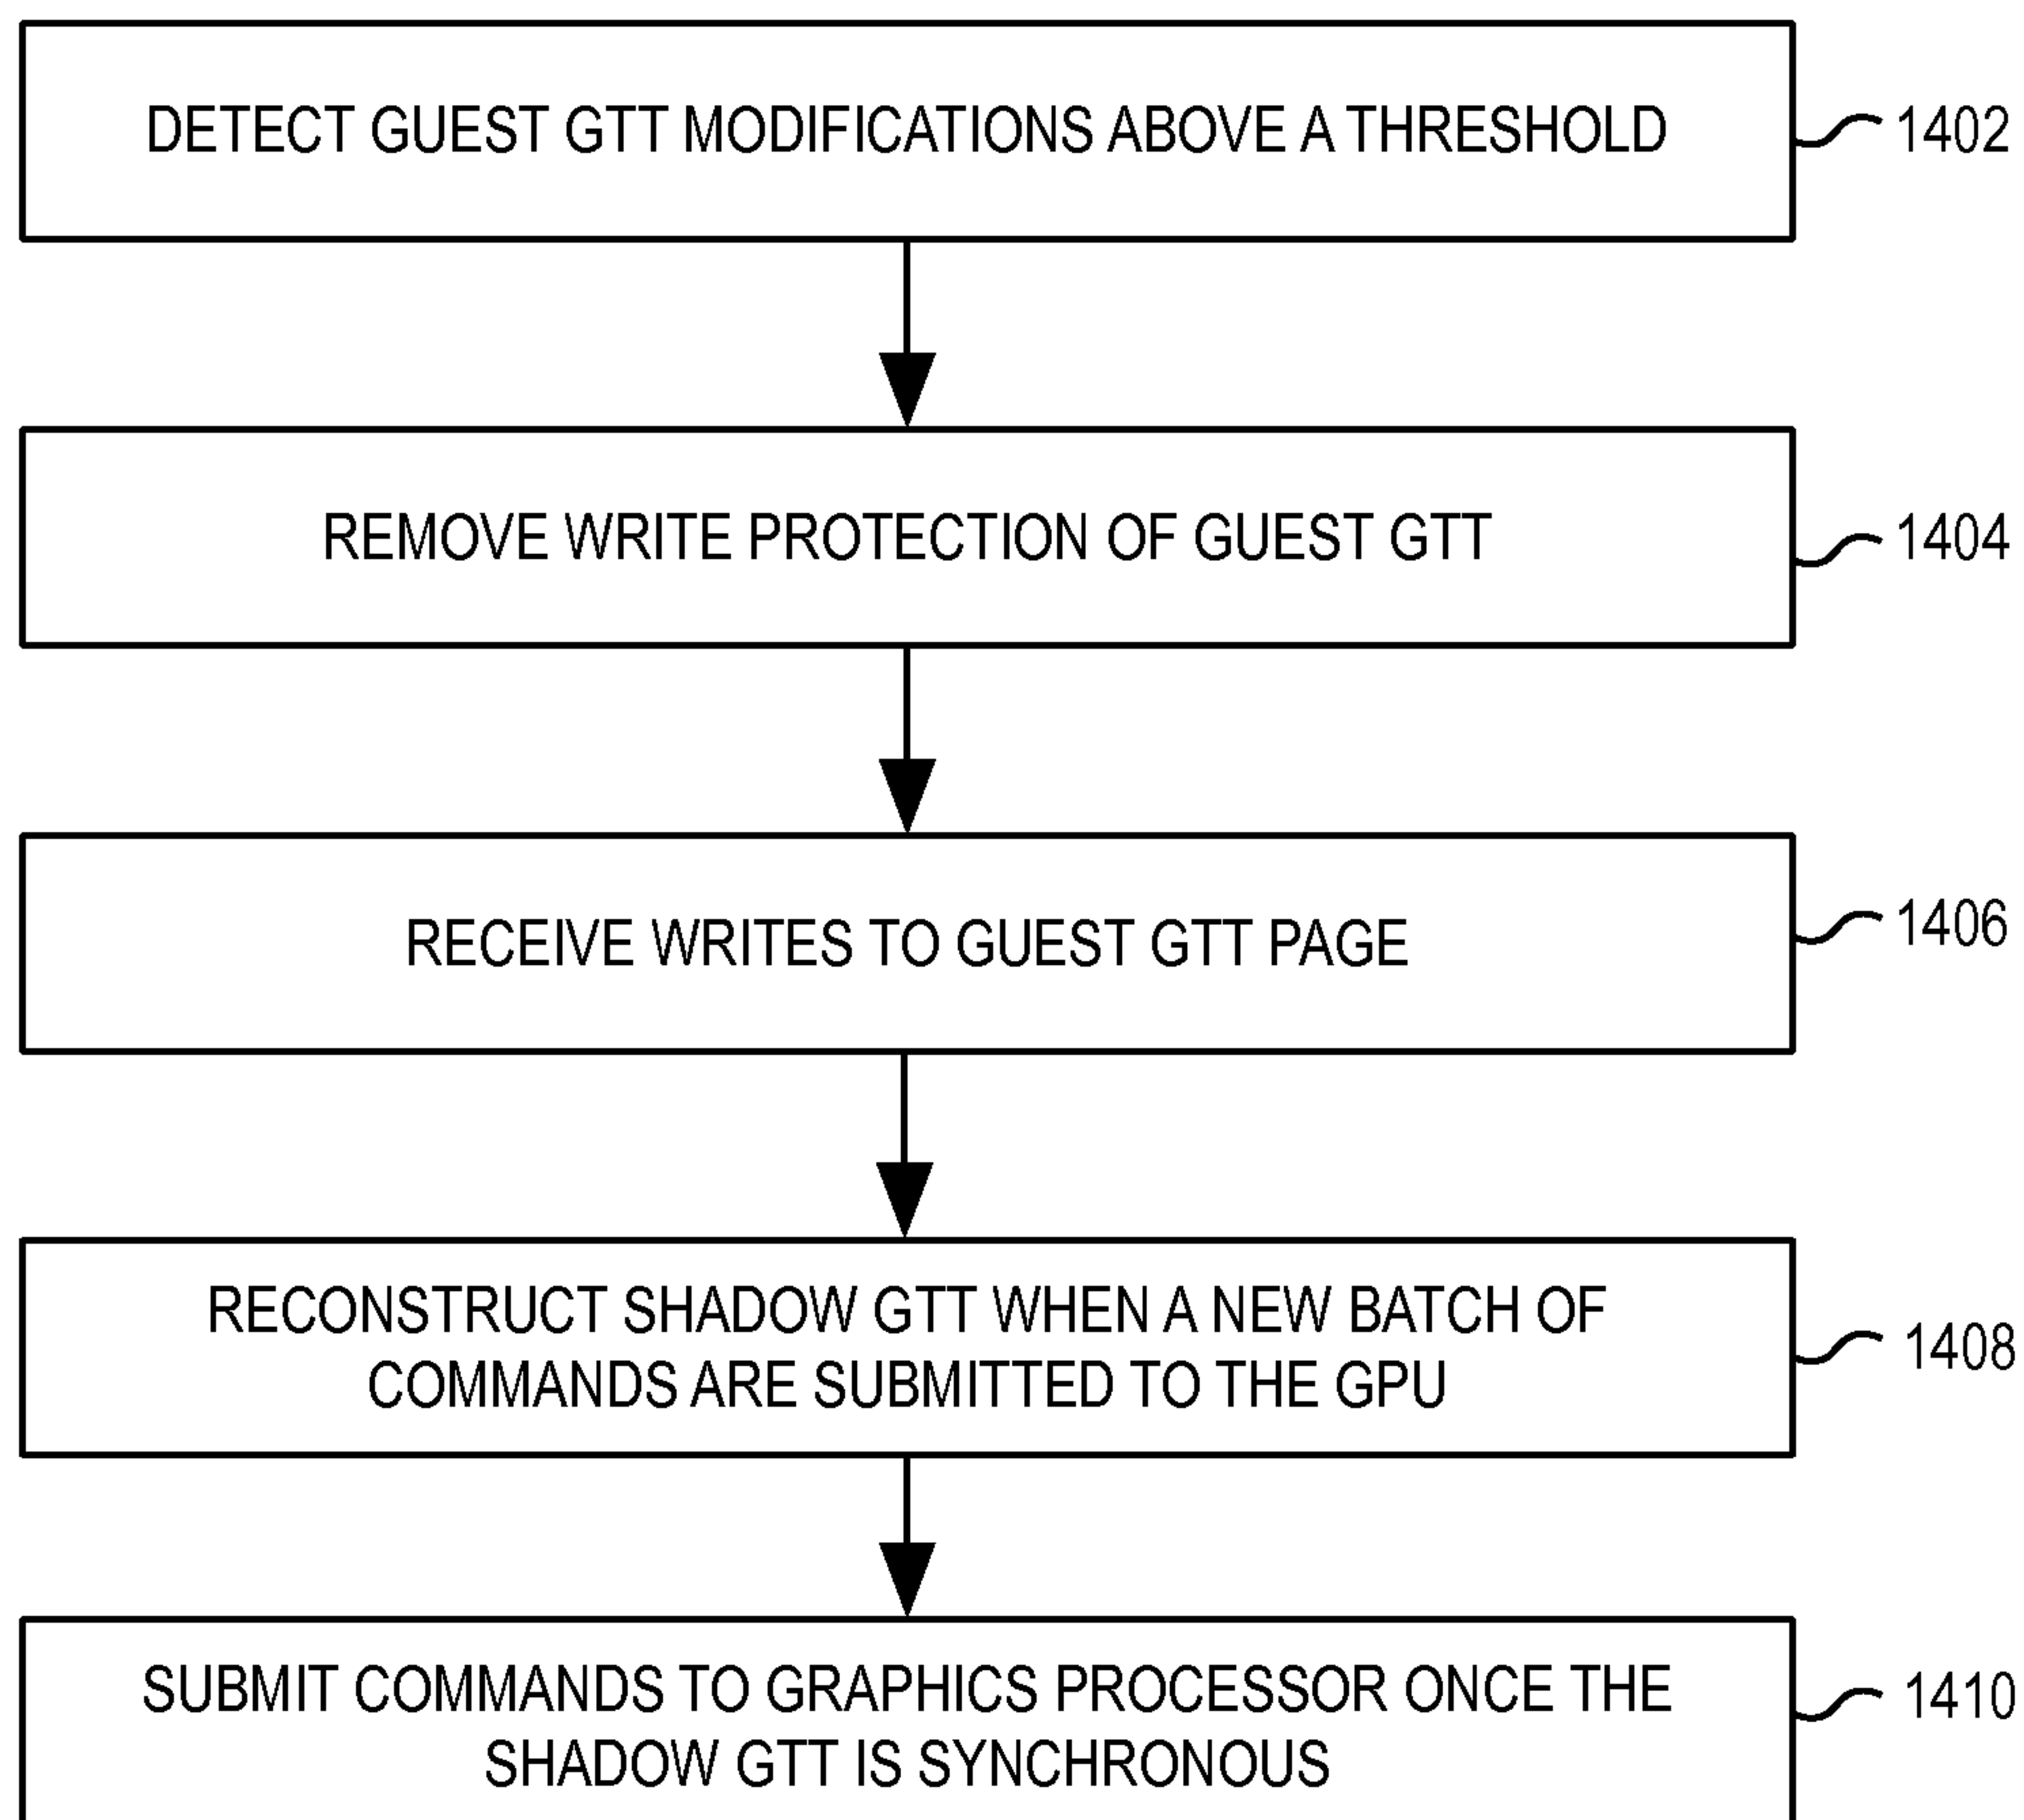 DETECT GUEST GTT MODIFICATIONS ABOVE A THRESHOLD
1402
REMOVE WRITE PROTECTION OF GUEST GTT
1404
RECEIVE WRITES TO GUEST GTT PAGE
1406
RECONSTRUCT SHADOW GTT WHEN A NEW BATCH OF
COMMANDS ARE SUBMITTED TO THE GPU
1408
SUBMIT COMMANDS TO GRAPHICS PROCESSOR ONCE THE
SHADOW GTT IS SYNCHRONOUS
1410